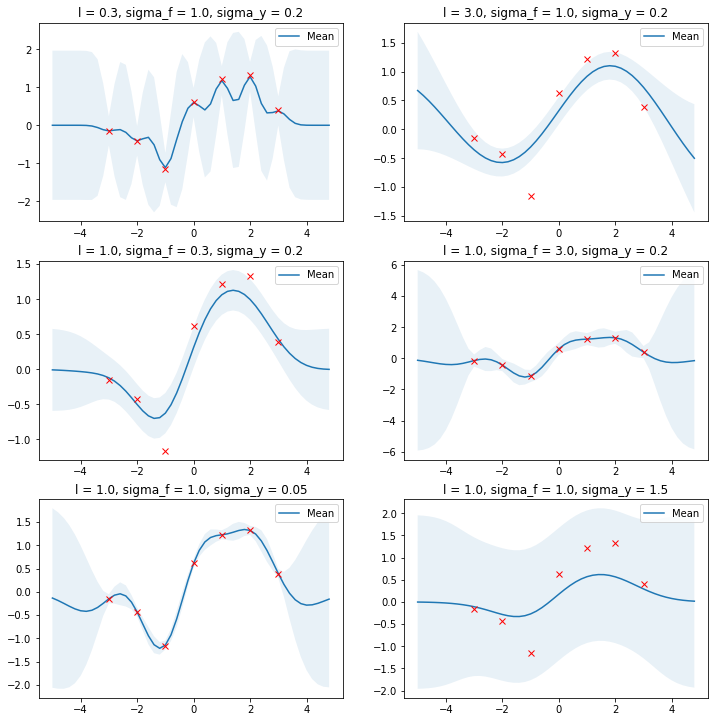 l = 0.3, sigma_f = 1.0, sigma_y = 0.2
Mean
2
1
0
−1
−2
−4 −2 0 2 4
l = 3.0, sigma_f = 1.0, sigma_y = 0.2
Mean
1.5
1.0
0.5
0.0
−0.5
−1.0
−1.5
−4 −2 0 2 4
l = 1.0, sigma_f = 0.3, sigma_y = 0.2
Mean
1.5
1.0
0.5
0.0
−0.5
−1.0
−4 −2 0 2 4
l = 1.0, sigma_f = 3.0, sigma_y = 0.2
Mean
6
4
2
0
−2
−4
−6
−4 −2 0 2 4
l = 1.0, sigma_f = 1.0, sigma_y = 0.05
Mean
1.5
1.0
0.5
0.0
−0.5
−1.0
−1.5
−2.0
−4 −2 0 2 4
l = 1.0, sigma_f = 1.0, sigma_y = 1.5
Mean
2.0
1.5
1.0
0.5
0.0
−0.5
−1.0
−1.5
−2.0
−4 −2 0 2 4